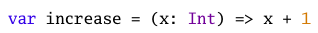 var increase = (x: Int) => x + 1